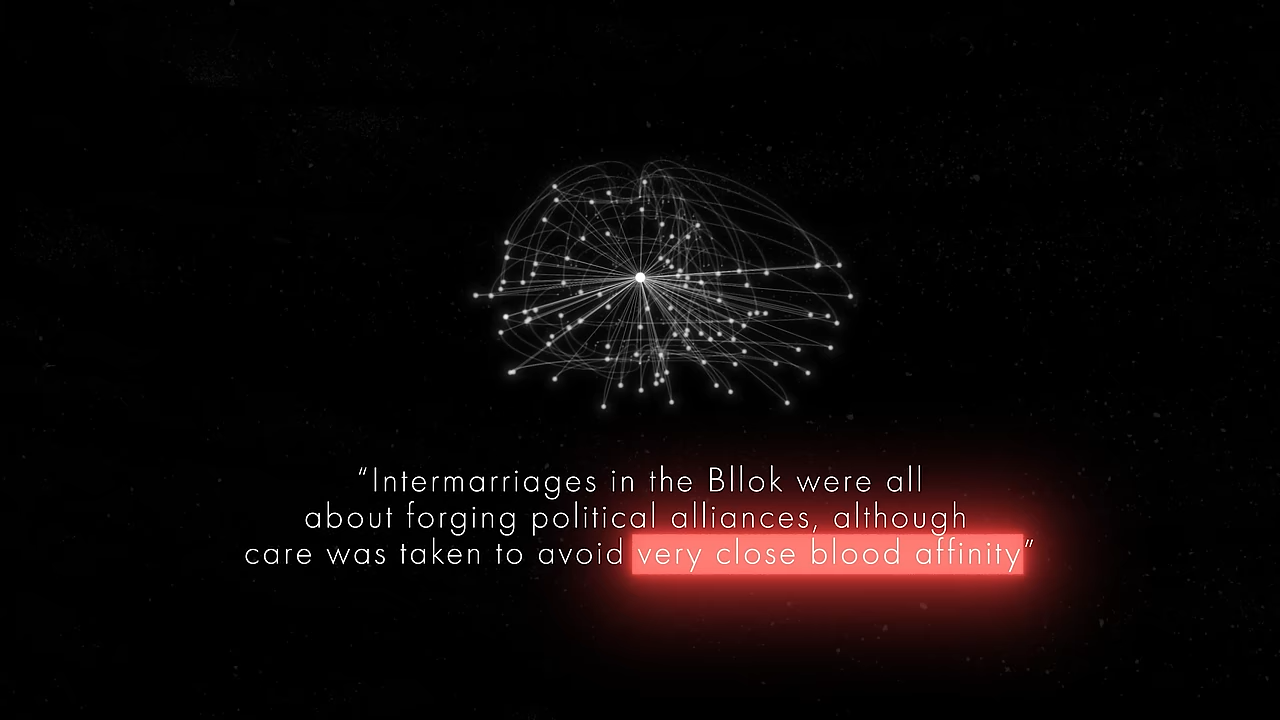 “Intermarriages in the Bllok were all
about forging political alliances, although
care was taken to avoid very close blood affinity”